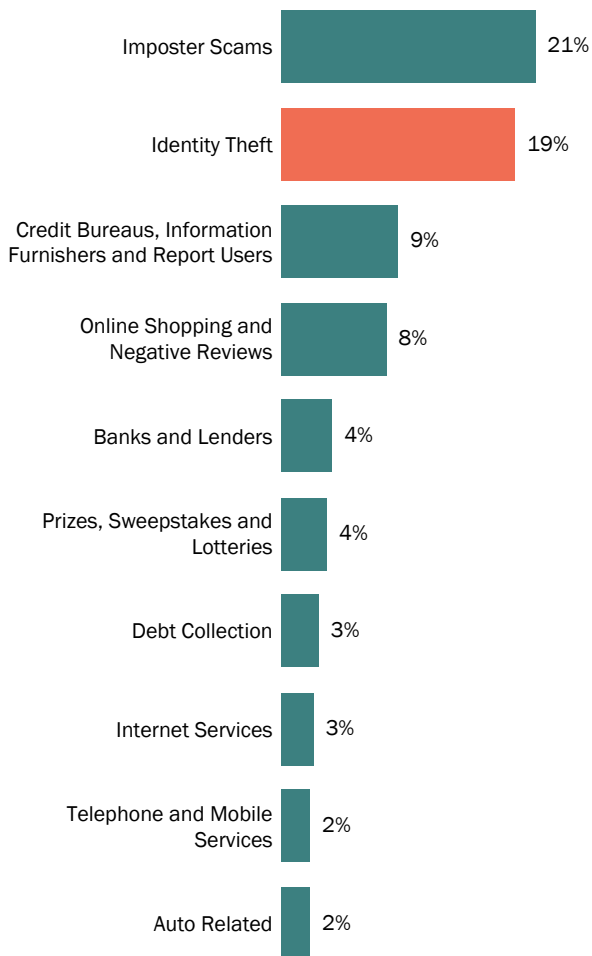 Imposter Scams
21%
Identity Theft
19%
Credit Bureaus, Information
Furnishers and Report Users
9%
Online Shopping and
Negative Reviews
8%
Banks and Lenders
4%
Prizes, Sweepstakes and
Lotteries
4%
Debt Collection
3%
Internet Services
3%
Telephone and Mobile
Services
2%
Auto Related
2%